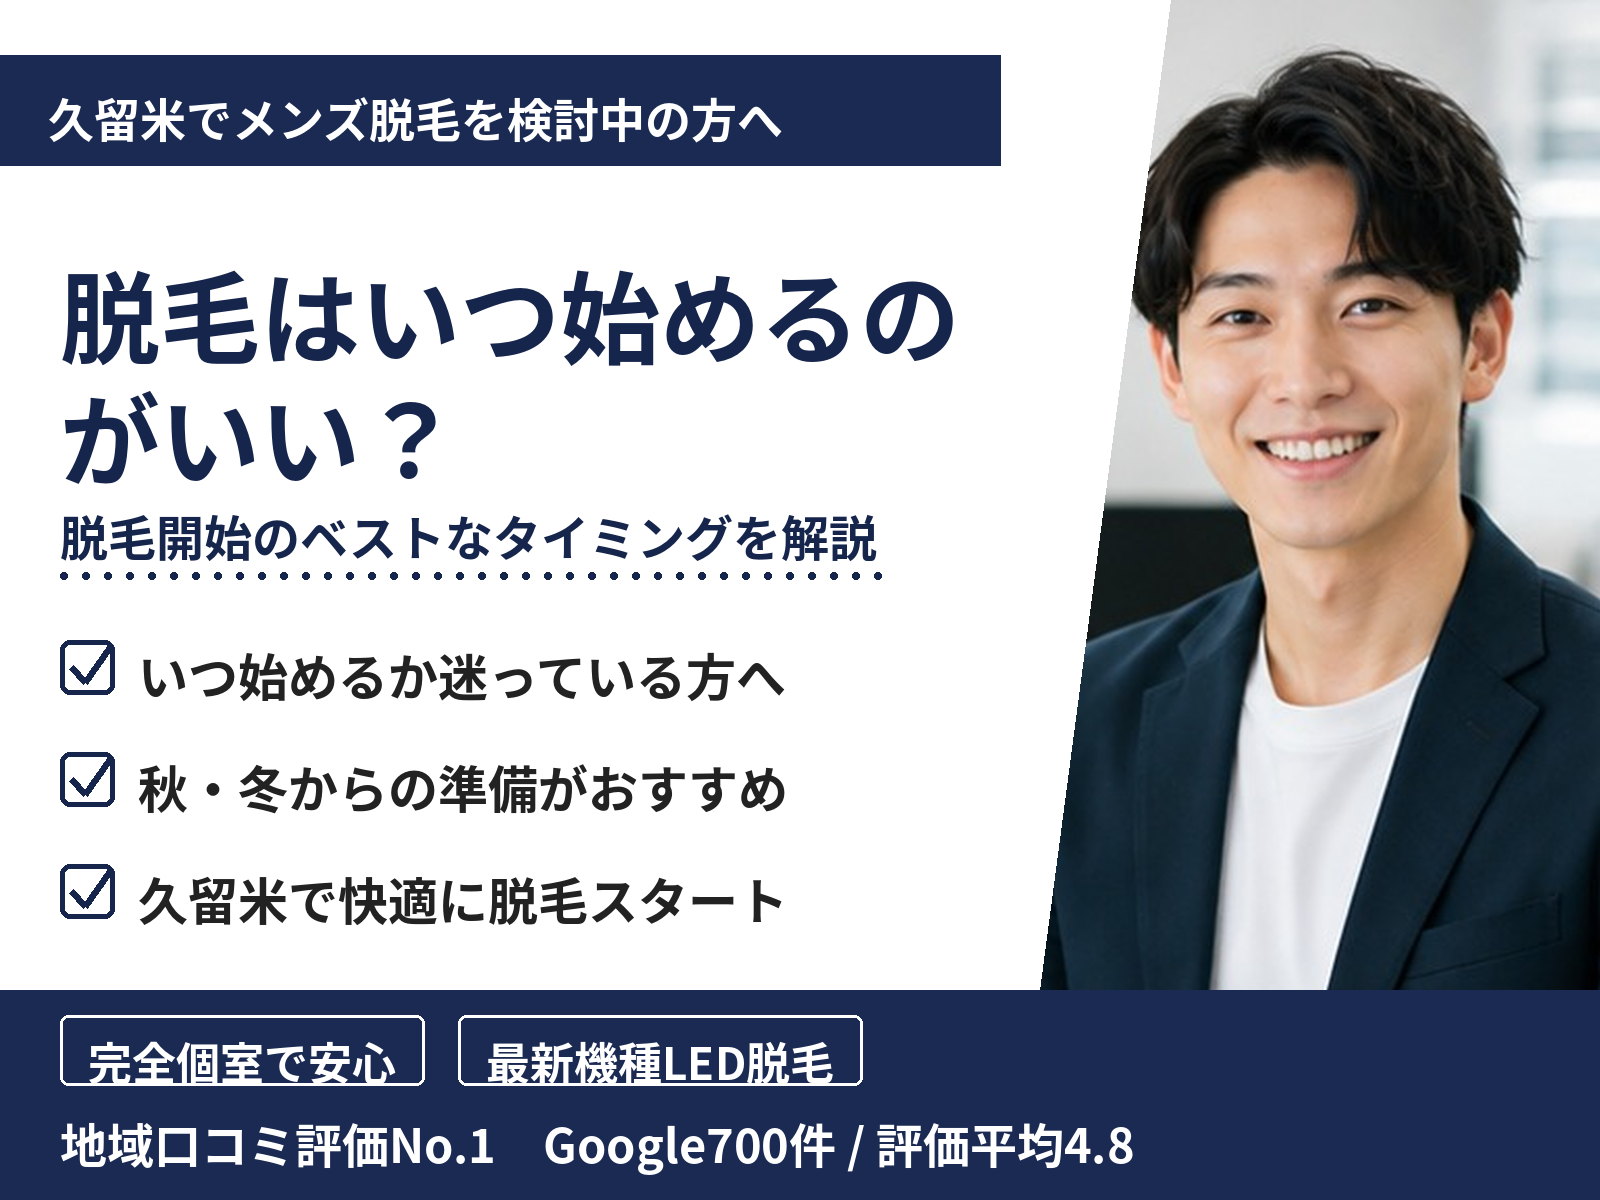 久留米でメンズ脱毛を検討中の方へ
脱毛はいつ始めるの
がいい？
脱毛開始のベストなタイミングを解説
いつ始めるか迷っている方へ
秋・冬からの準備がおすすめ
久留米で快適に脱毛スタート
完全個室で安心 最新機種LED脱毛
地域口コミ評価No.1 Google700件 / 評価平均4.8